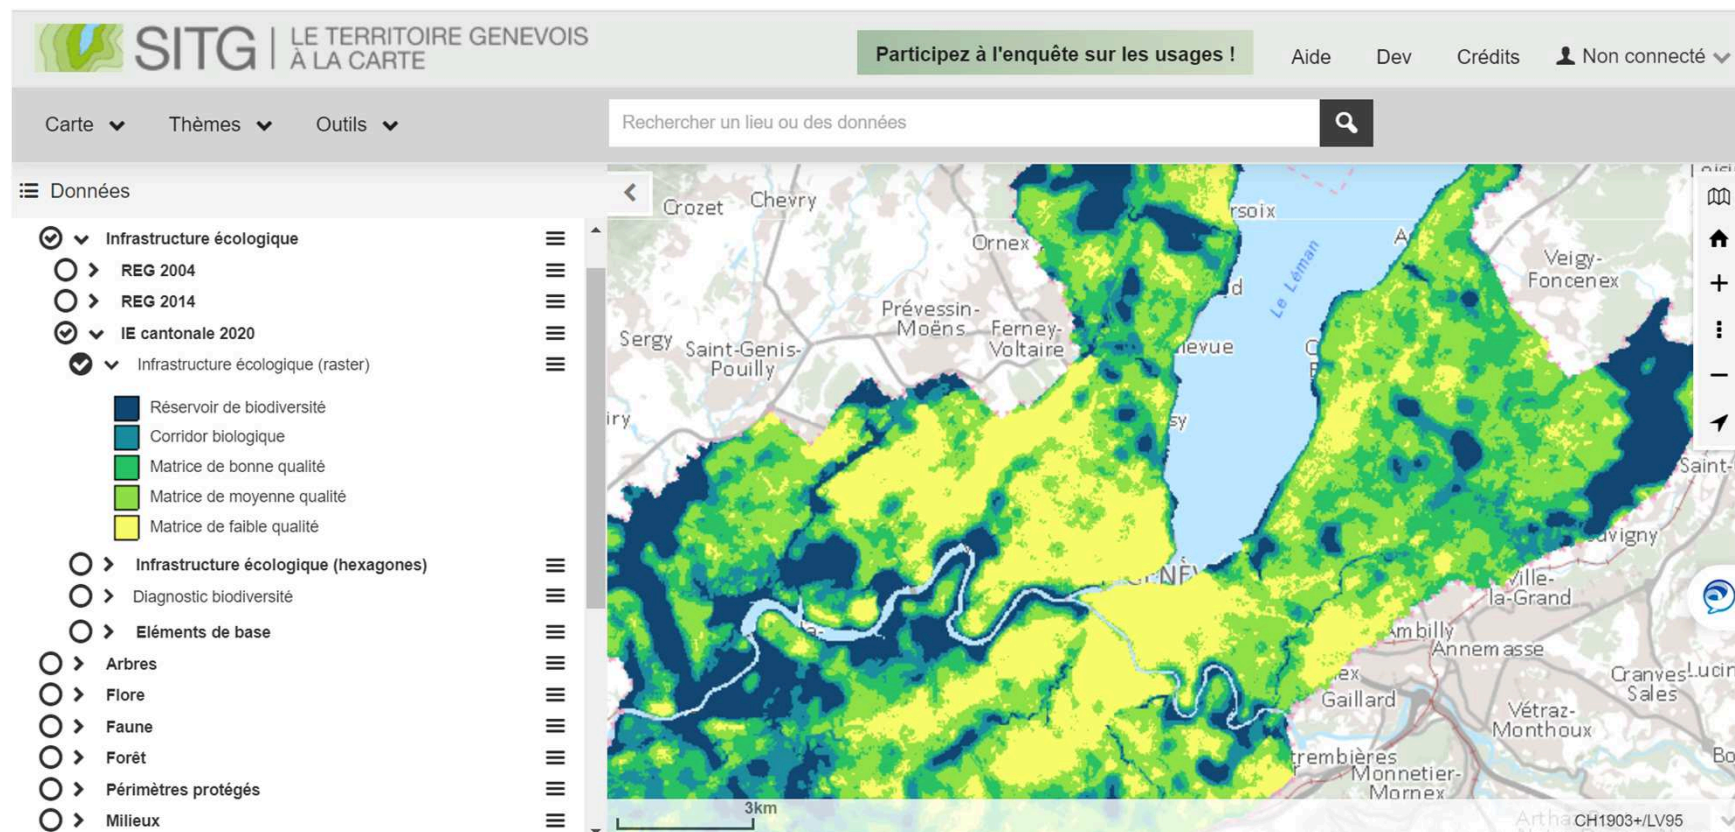 SITG
LE TERRITOIRE GENEVOIS
À LA CARTE
Participez à l'enquête sur les usages !
Aide
Dev
Crédits
Non connecté
Carte
Thèmes
Outils
Rechercher un lieu ou des données
Données
Infrastructure écologique
REG 2004
REG 2014
IE cantonale 2020
Infrastructure écologique (raster)
Réservoir de biodiversité
Corridor biologique
Matrice de bonne qualité
Matrice de moyenne qualité
Matrice de faible qualité
Infrastructure écologique (hexagones)
Diagnostic biodiversité
Eléments de base
Arbres
Flore
Faune
Forêt
Périmètres protégés
Milieux
Crozet
Chevry
Ornex
rsoix
Le Léman
Veigy-
Foncenex
Prévessin-
Moëns
Ferney-
Voltaire
Sergy
Saint-Genis-
Pouilly
Saint-
Ville-
la-Grand
Ambilly
Annemasse
Cranves
Sales
Lucin
Gaillard
Vétraz-
Monthoux
trembières
Monnetier-
Mornex
3km
CH1903+/LV95